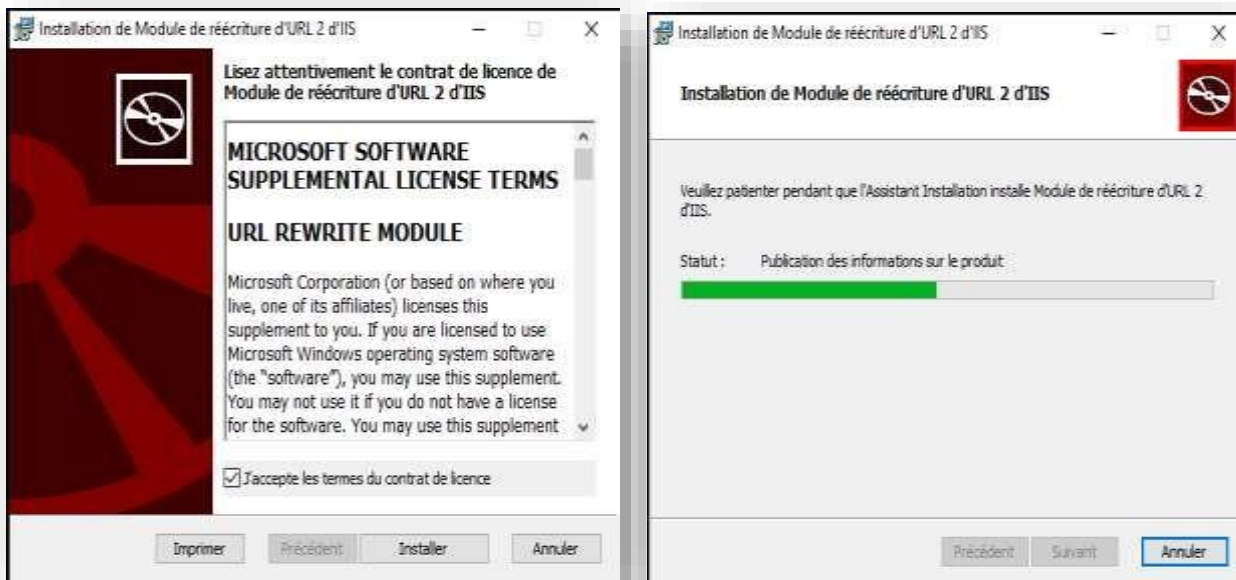 Installation de Module de réécriture d'URL 2 d'IIS
Lisez attentivement le contrat de licence de
Module de réécriture d'URL 2 d'IIS
MICROSOFT SOFTWARE
SUPPLEMENTAL LICENSE TERMS
URL REWRITE MODULE
Microsoft Corporation (or based on where you
live, one of its affiliates) licenses this
supplement to you. If you are licensed to use
Microsoft Windows operating system software
(the “software”), you may use this supplement.
You may not use it if you do not have a license
for the software. You may use this supplement
J'accepte les termes du contrat de licence
Imprimer Précédent Installer Annuler
Installation de Module de réécriture d'URL 2 d'IIS
Installation de Module de réécriture d'URL 2 d'IIS
Veuillez patienter pendant que l'Assistant Installation installe Module de réécriture d'URL 2
d'IIS.
Statut : Publication des informations sur le produit
Précédent Suivant Annuler